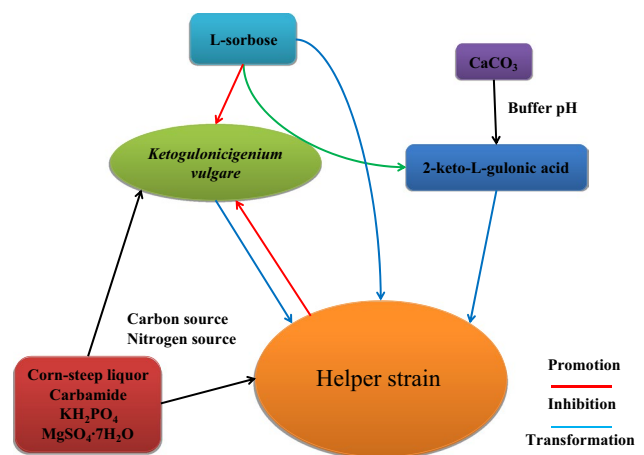 L-sorbose
CaCO₃
Buffer pH
Ketogulonicigenium
vulgare
2-keto-L-gulonic acid
Carbon source
Nitrogen source
Corn-steep liquor
Carbamide
KH₂PO₄
MgSO₄·7H₂O
Helper strain
Promotion
Inhibition
Transformation